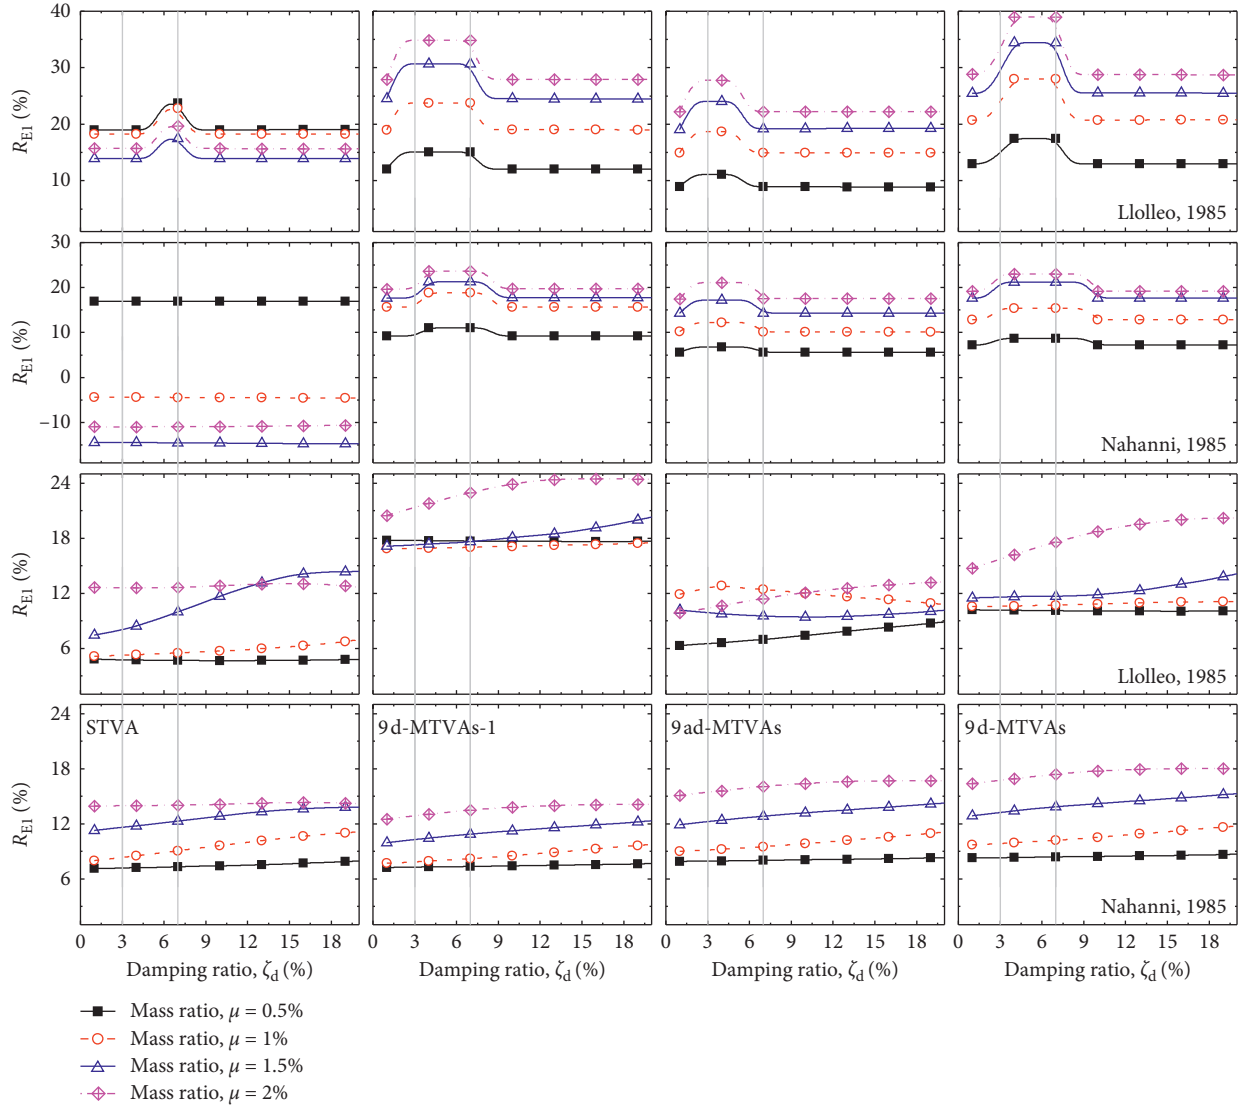 40
30
20
10
R_E1 (%)
Llolleo, 1985
30
20
10
0
−10
R_E1 (%)
Nahanni, 1985
24
18
12
6
R_E1 (%)
Llolleo, 1985
24
18
12
6
R_E1 (%)
STVA
9d-MTVAs-1
9ad-MTVAs
9d-MTVAs
Nahanni, 1985
0 3 6 9 12 15 18 0 3 6 9 12 15 18 0 3 6 9 12 15 18 0 3 6 9 12 15 18
Damping ratio, ζ_d (%) Damping ratio, ζ_d (%) Damping ratio, ζ_d (%) Damping ratio, ζ_d (%)
Mass ratio, μ = 0.5%
Mass ratio, μ = 1%
Mass ratio, μ = 1.5%
Mass ratio, μ = 2%